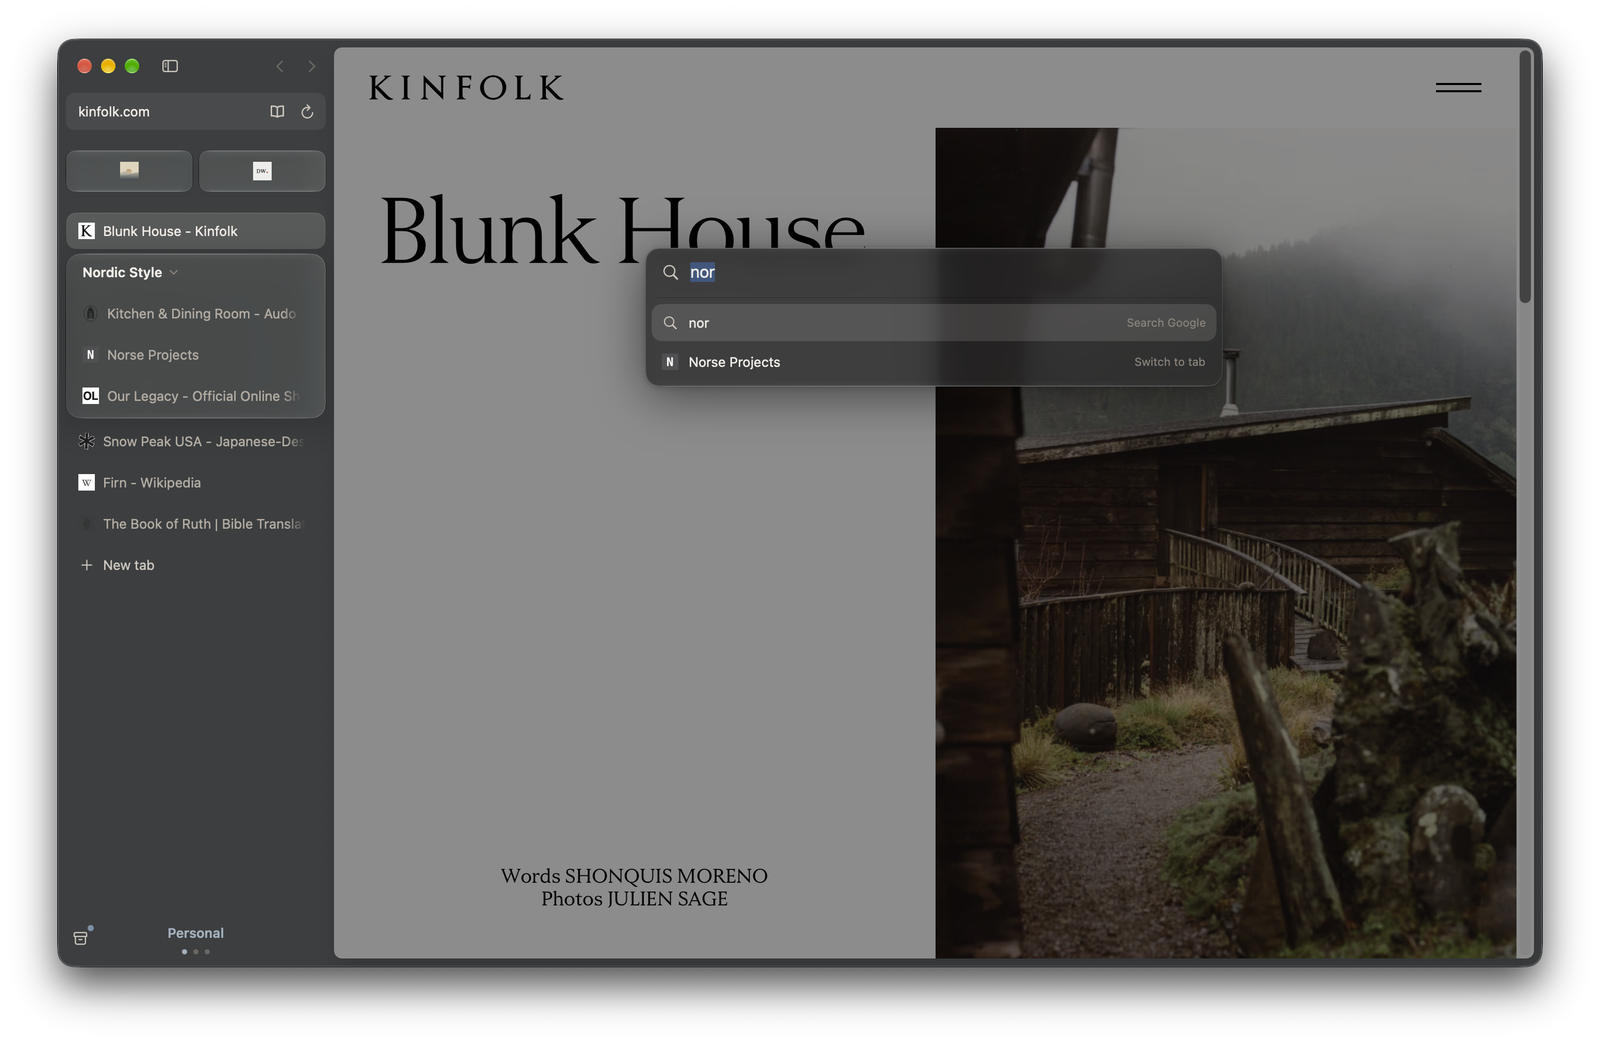 kinfolk.com
DW.
K Blunk House - Kinfolk
Nordic Style
Kitchen & Dining Room - Audo
N Norse Projects
OL Our Legacy - Official Online Sh
Snow Peak USA - Japanese-Des
W Firn - Wikipedia
The Book of Ruth | Bible Transla
New tab
Personal
KINFOLK
Blunk House
nor
nor Search Google
N Norse Projects Switch to tab
Words SHONQUIS MORENO
Photos JULIEN SAGE